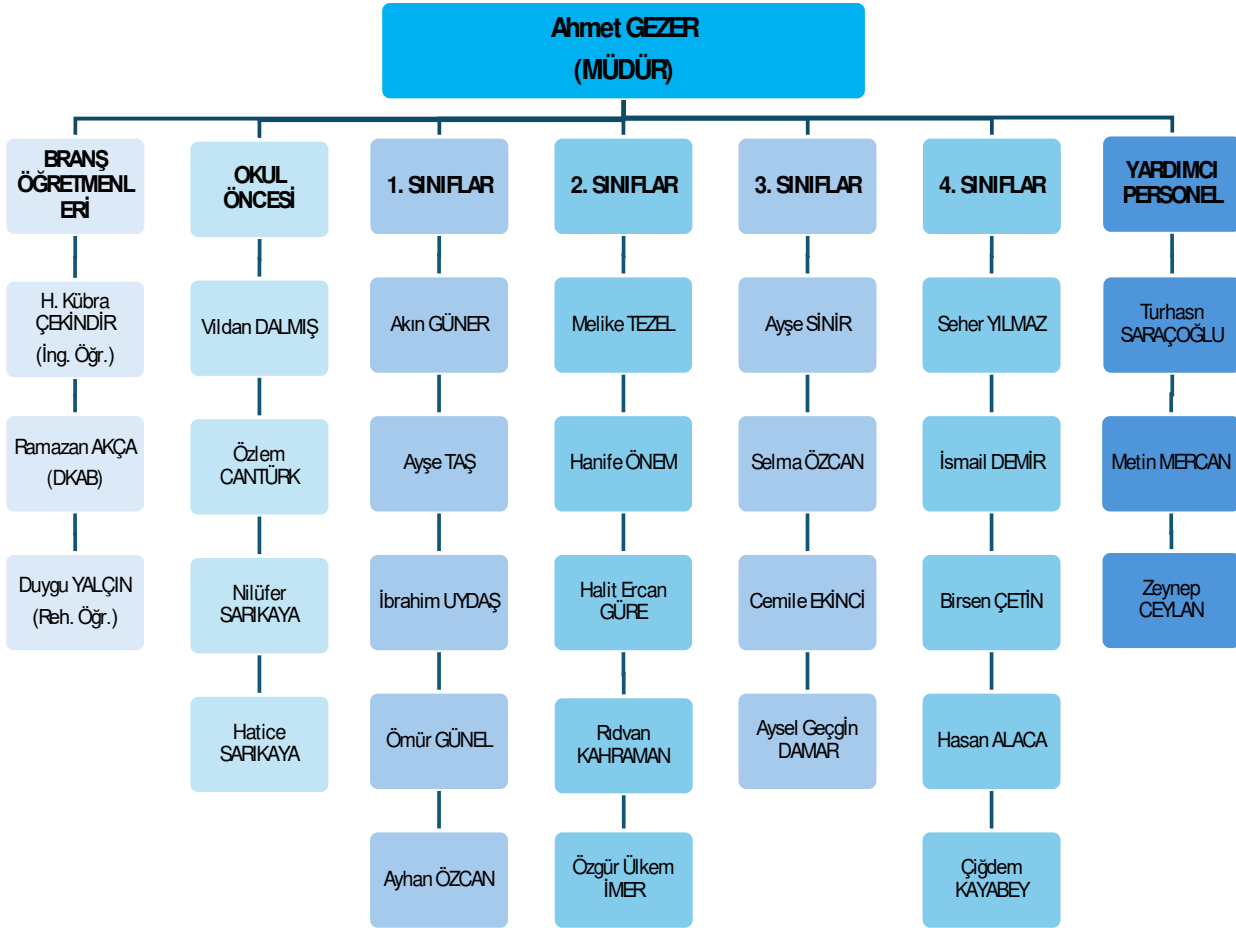 Ahmet GEZER
(MÜDÜR)
BRANŞ
ÖĞRETMENL
ERİ
H. Kübra
ÇEKİNDİR
(İng. Öğr.)
Ramazan AKÇA
(DKAB)
Duygu YALÇIN
(Reh. Öğr.)
OKUL
ÖNCESİ
Vildan DALMIŞ
Özlem
CANTÜRK
Nilüfer
SARIKAYA
Hatice
SARIKAYA
1. SINIFLAR
Akın GÜNER
Ayşe TAŞ
İbrahim UYDAŞ
Ömür GÜNEL
Ayhan ÖZCAN
2. SINIFLAR
Melike TEZEL
Hanife ÖNEM
Halit Ercan
GÜRE
Rıdvan
KAHRAMAN
Özgür Ülkem
İMER
3. SINIFLAR
Ayşe SİNİR
Selma ÖZCAN
Cemile EKİNCİ
Aysel Geçgİn
DAMAR
4. SINIFLAR
Seher YILMAZ
İsmail DEMİR
Birsen ÇETİN
Hasan ALACA
Çiğdem
KAYABEY
YARDIMCI
PERSONEL
Turhasn
SARAÇOĞLU
Metin MERCAN
Zeynep
CEYLAN